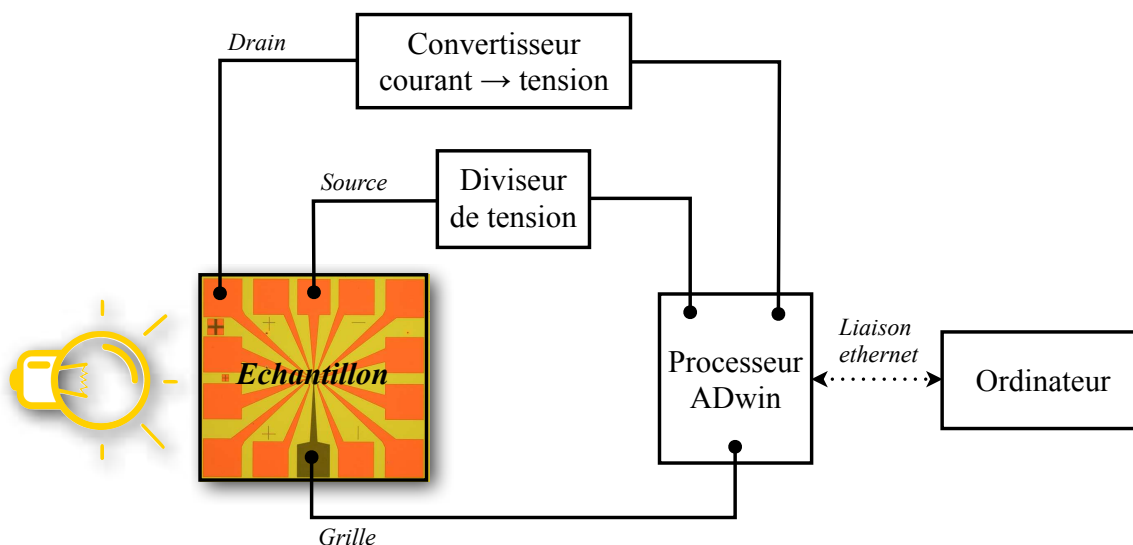 Drain
Convertisseur
courant → tension
Source
Diviseur
de tension
Echantillon
Processeur
ADwin
Liaison
ethernet
Ordinateur
Grille